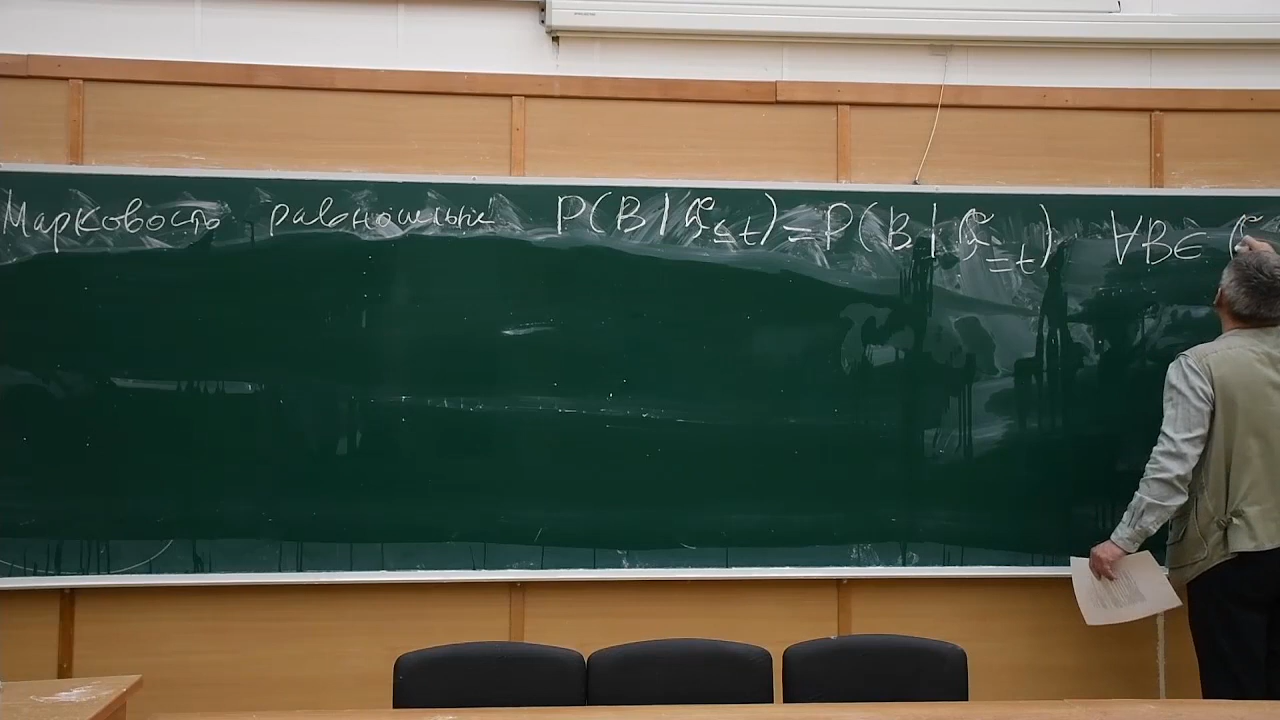 Марковость равносильна P(B | 𝓕≤t) = P(B | 𝓕=t) ∀B∈